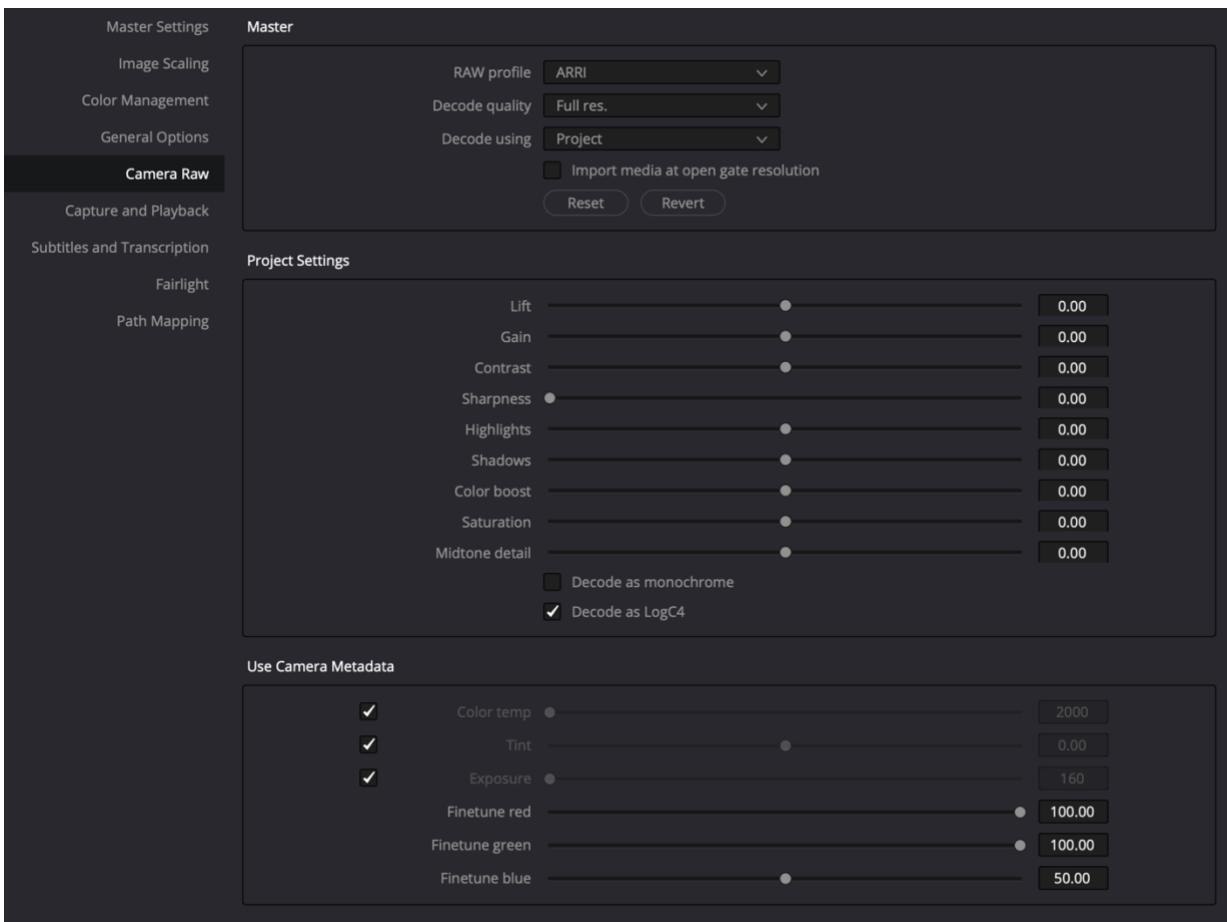 Master Settings
Image Scaling
Color Management
General Options
Camera Raw
Capture and Playback
Subtitles and Transcription
Fairlight
Path Mapping
Master
RAW profile ARRI
Decode quality Full res.
Decode using Project
Import media at open gate resolution
Reset Revert
Project Settings
Lift 0.00
Gain 0.00
Contrast 0.00
Sharpness 0.00
Highlights 0.00
Shadows 0.00
Color boost 0.00
Saturation 0.00
Midtone detail 0.00
Decode as monochrome
Decode as LogC4
Use Camera Metadata
Color temp 2000
Tint 0.00
Exposure 160
Finetune red 100.00
Finetune green 100.00
Finetune blue 50.00